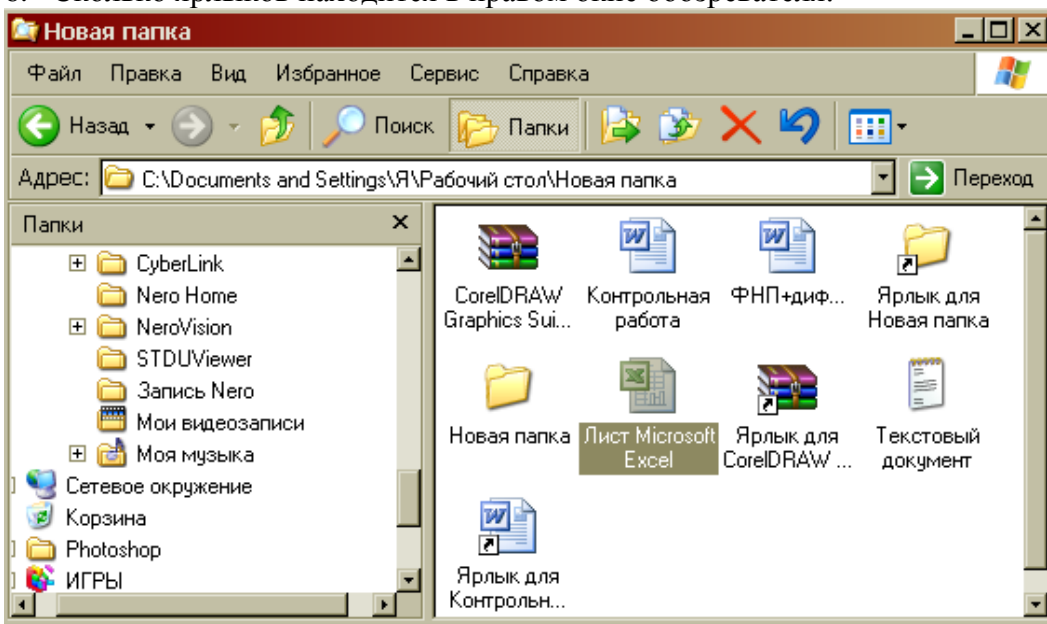 Новая папка
Файл Правка Вид Избранное Сервис Справка
Назад Поиск Папки
Адрес: C:\Documents and Settings\Я\Рабочий стол\Новая папка Переход
Папки
CyberLink
Nero Home
NeroVision
STDUViewer
Запись Nero
Мои видеозаписи
Моя музыка
Сетевое окружение
Корзина
Photoshop
ИГРЫ
CorelDRAW
Graphics Sui...
Контрольная
работа
ФНП+диф...
Ярлык для
Новая папка
Новая папка
Лист Microsoft
Excel
Ярлык для
CorelDRAW ...
Текстовый
документ
Ярлык для
Контрольн...